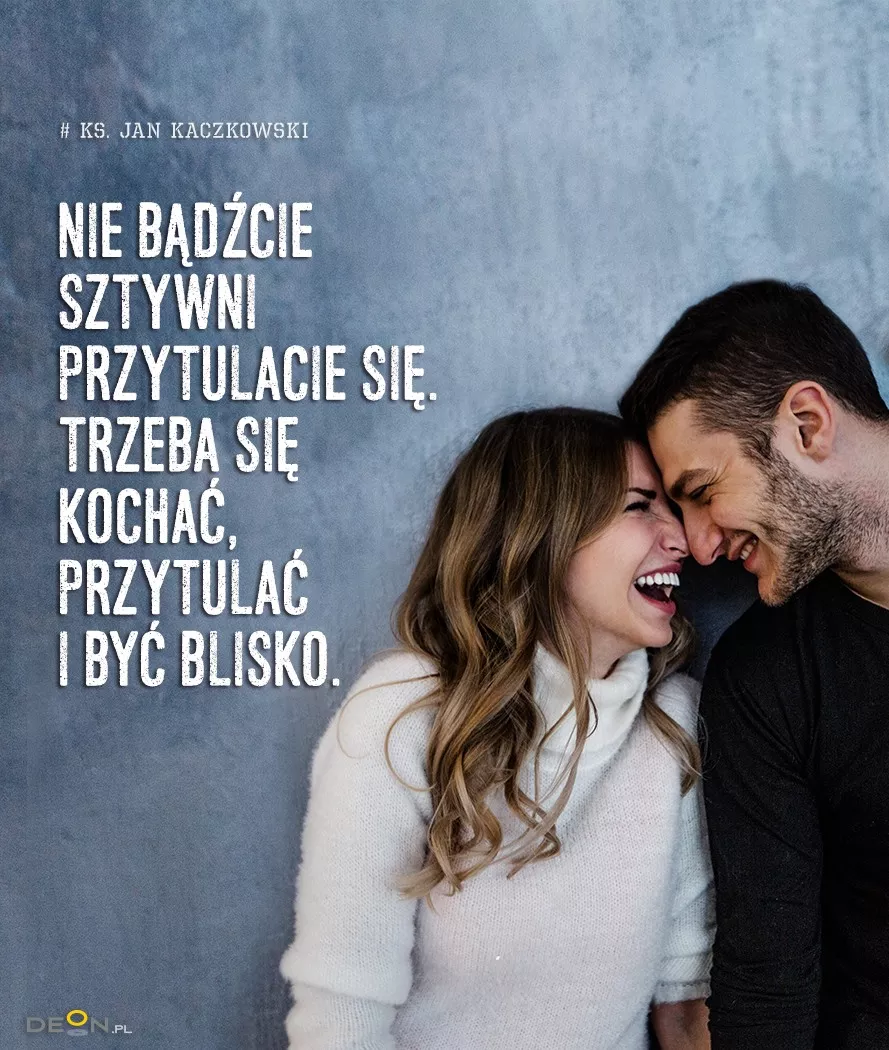 # KS. JAN KACZKOWSKI
NIE BĄDŹCIE
SZTYWNI
PRZYTULACIE SIĘ.
TRZEBA SIĘ
KOCHAĆ,
PRZYTULAĆ
I BYĆ BLISKO.
DEON.PL